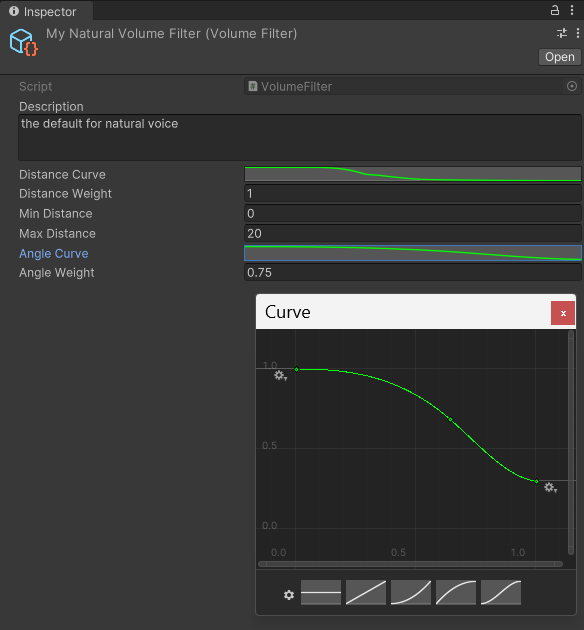 Inspector
My Natural Volume Filter (Volume Filter)
Open
Script VolumeFilter
Description
the default for natural voice
Distance Curve
Distance Weight 1
Min Distance 0
Max Distance 20
Angle Curve
Angle Weight 0.75
Curve x
1.0
0.5
0.0
0.0 0.5 1.0